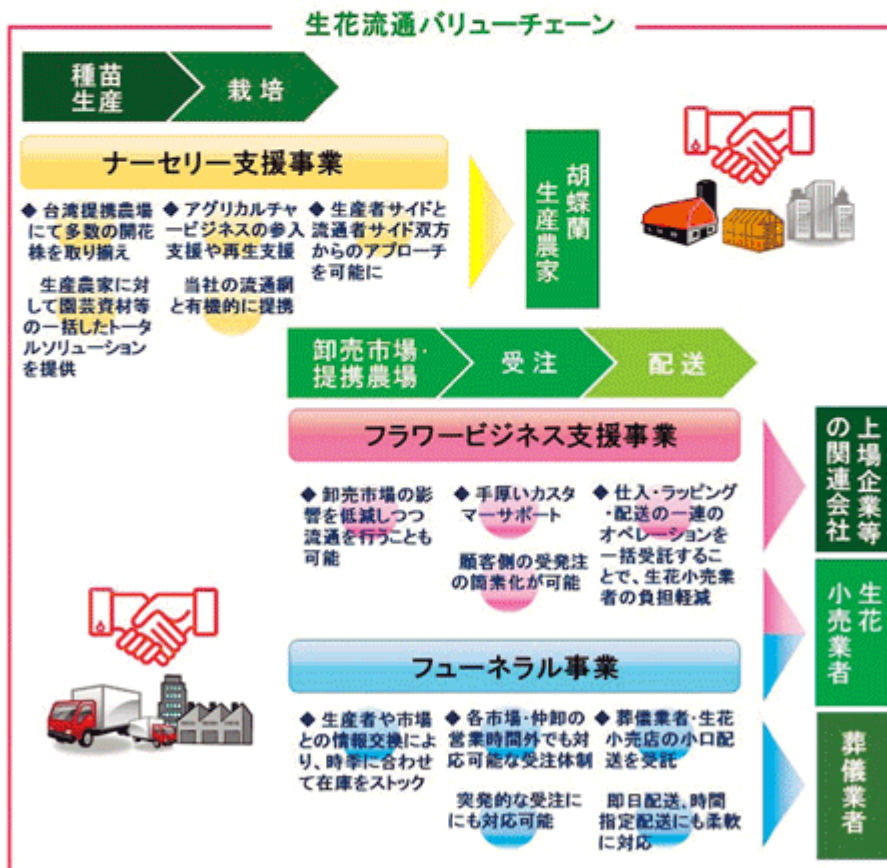 生花流通バリューチェーン
種苗
生産
栽培
ナーセリー支援事業
◆ 台湾提携農場
にて多数の開花
株を取り揃え
生産農家に対
して園芸資材等
の一括したトータ
ルソリューション
を提供
◆ アグリカルチャ
ービジネスの参入
支援や再生支援
当社の流通網
と有機的に提携
◆ 生産者サイドと
流通者サイド双方
からのアプローチ
を可能に
胡蝶蘭
生産農家
卸売市場・
提携農場
受注
配送
フラワービジネス支援事業
◆ 卸売市場の影
響を低減しつつ
流通を行うことも
可能
◆ 手厚いカスタ
マーサポート
顧客側の受発注
の簡素化が可能
◆ 仕入・ラッピング
・配送の一連の
オペレーションを
一括受託するこ
とで、生花小売業
者の負担軽減
上場企業等
の関連会社
生花
小売業者
フューネラル事業
◆ 生産者や市場
との情報交換によ
り、時季に合わせ
て在庫をストック
◆ 各市場・仲卸の
営業時間外でも対
応可能な受注体制
突発的な受注に
にも対応可能
◆ 葬儀業者・生花
小売店の小口配
送を受託
即日配送、時間
指定配送にも柔軟
に対応
葬儀業者